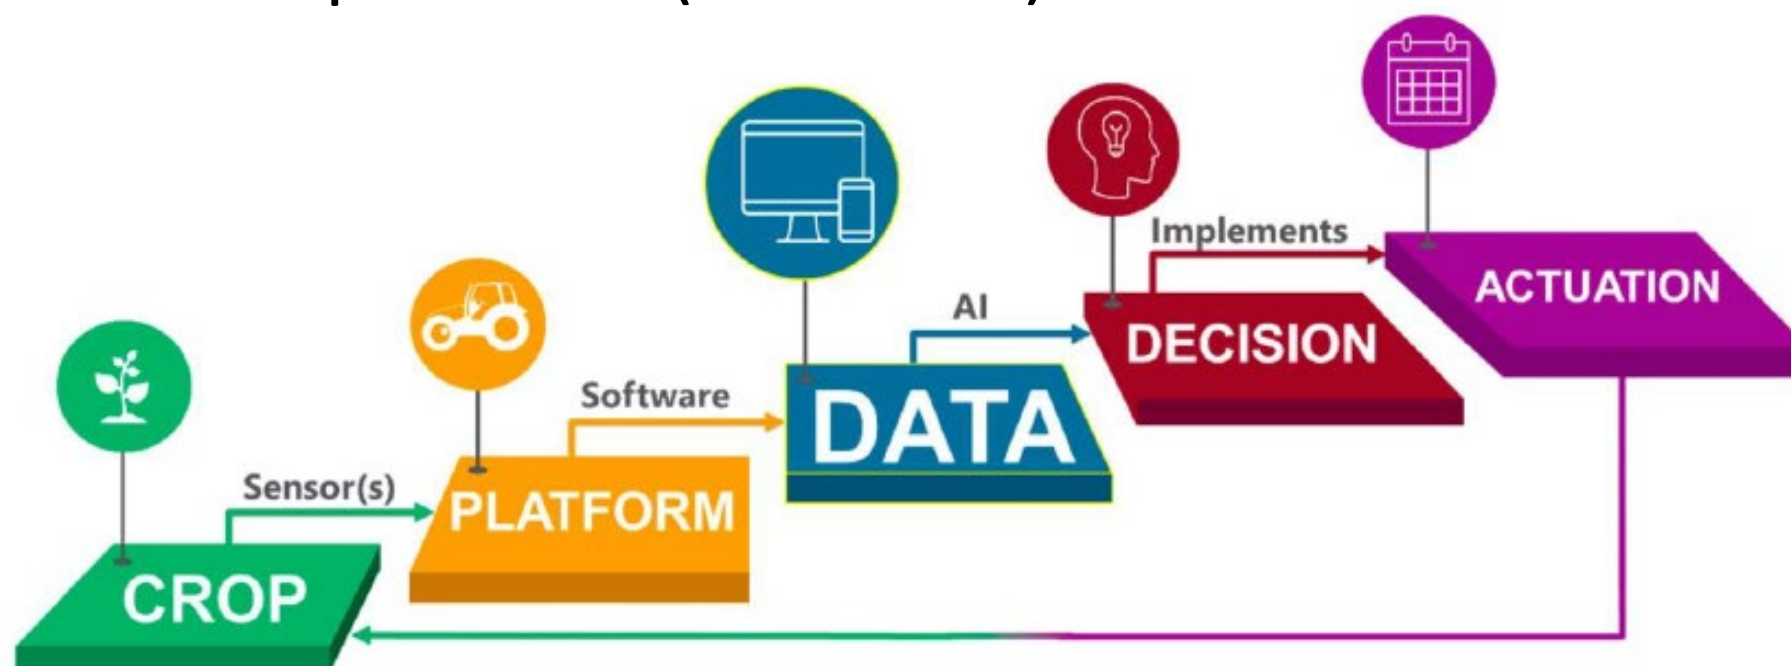 CROP
Sensor(s)
PLATFORM
Software
DATA
AI
DECISION
Implements
ACTUATION